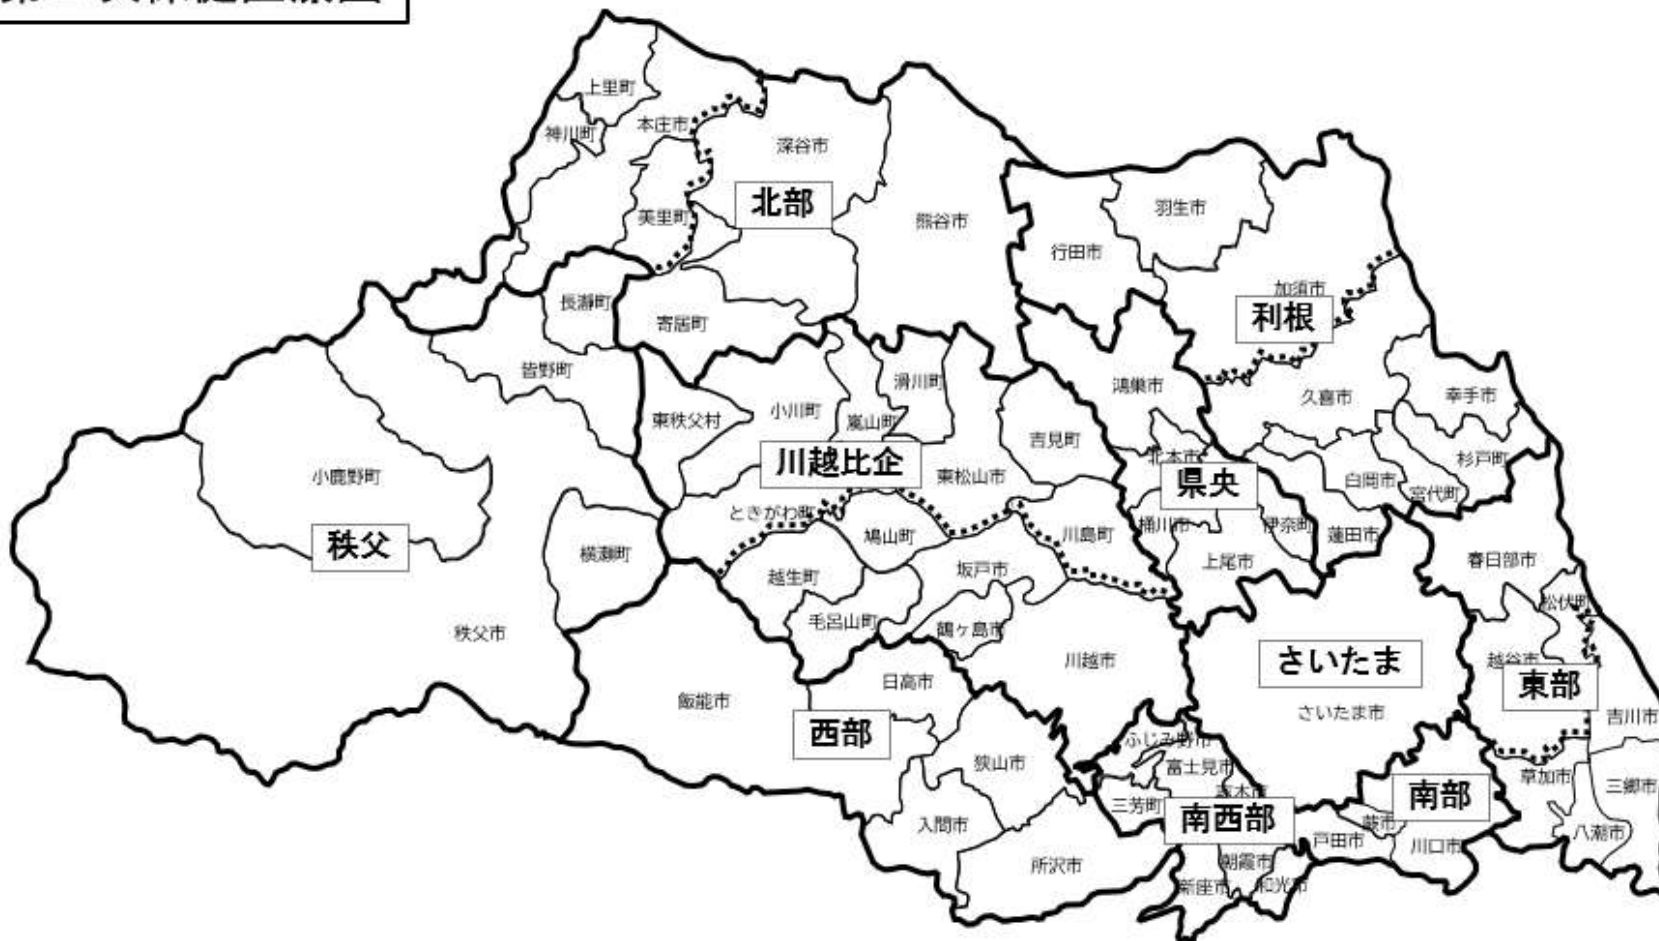 上里町
神川町
本庄市
深谷市
北部
美里町
熊谷市
羽生市
行田市
加須市
利根
長瀞町
寄居町
皆野町
東秩父村
小川町
嵐山町
滑川町
吉見町
鴻巣市
久喜市
幸手市
杉戸町
小鹿野町
川越比企
東松山市
北本市
県央
白岡市
宮代町
ときがわ町
桶川市
伊奈町
蓮田市
秩父
横瀬町
鳩山町
川島町
越生町
坂戸市
上尾市
春日部市
松伏町
毛呂山町
鶴ヶ島市
秩父市
川越市
さいたま
越谷市
東部
日高市
飯能市
さいたま市
吉川市
西部
ふじみ野市
狭山市
富士見市
草加市
三郷市
三芳町
南西部
南部
入間市
蕨市
戸田市
川口市
八潮市
所沢市
朝霞市
新座市
和光市